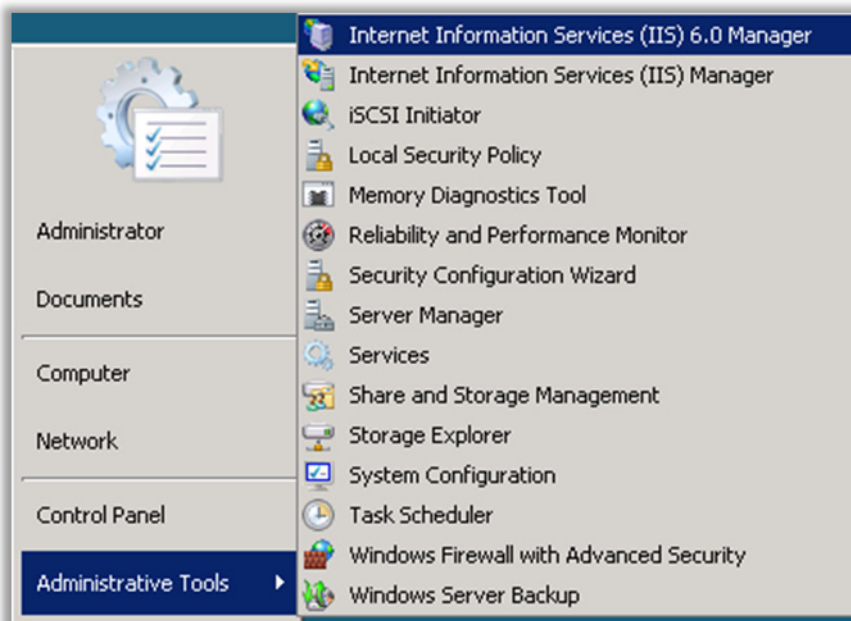 Administrator
Documents
Computer
Network
Control Panel
Administrative Tools
Internet Information Services (IIS) 6.0 Manager
Internet Information Services (IIS) Manager
iSCSI Initiator
Local Security Policy
Memory Diagnostics Tool
Reliability and Performance Monitor
Security Configuration Wizard
Server Manager
Services
Share and Storage Management
Storage Explorer
System Configuration
Task Scheduler
Windows Firewall with Advanced Security
Windows Server Backup